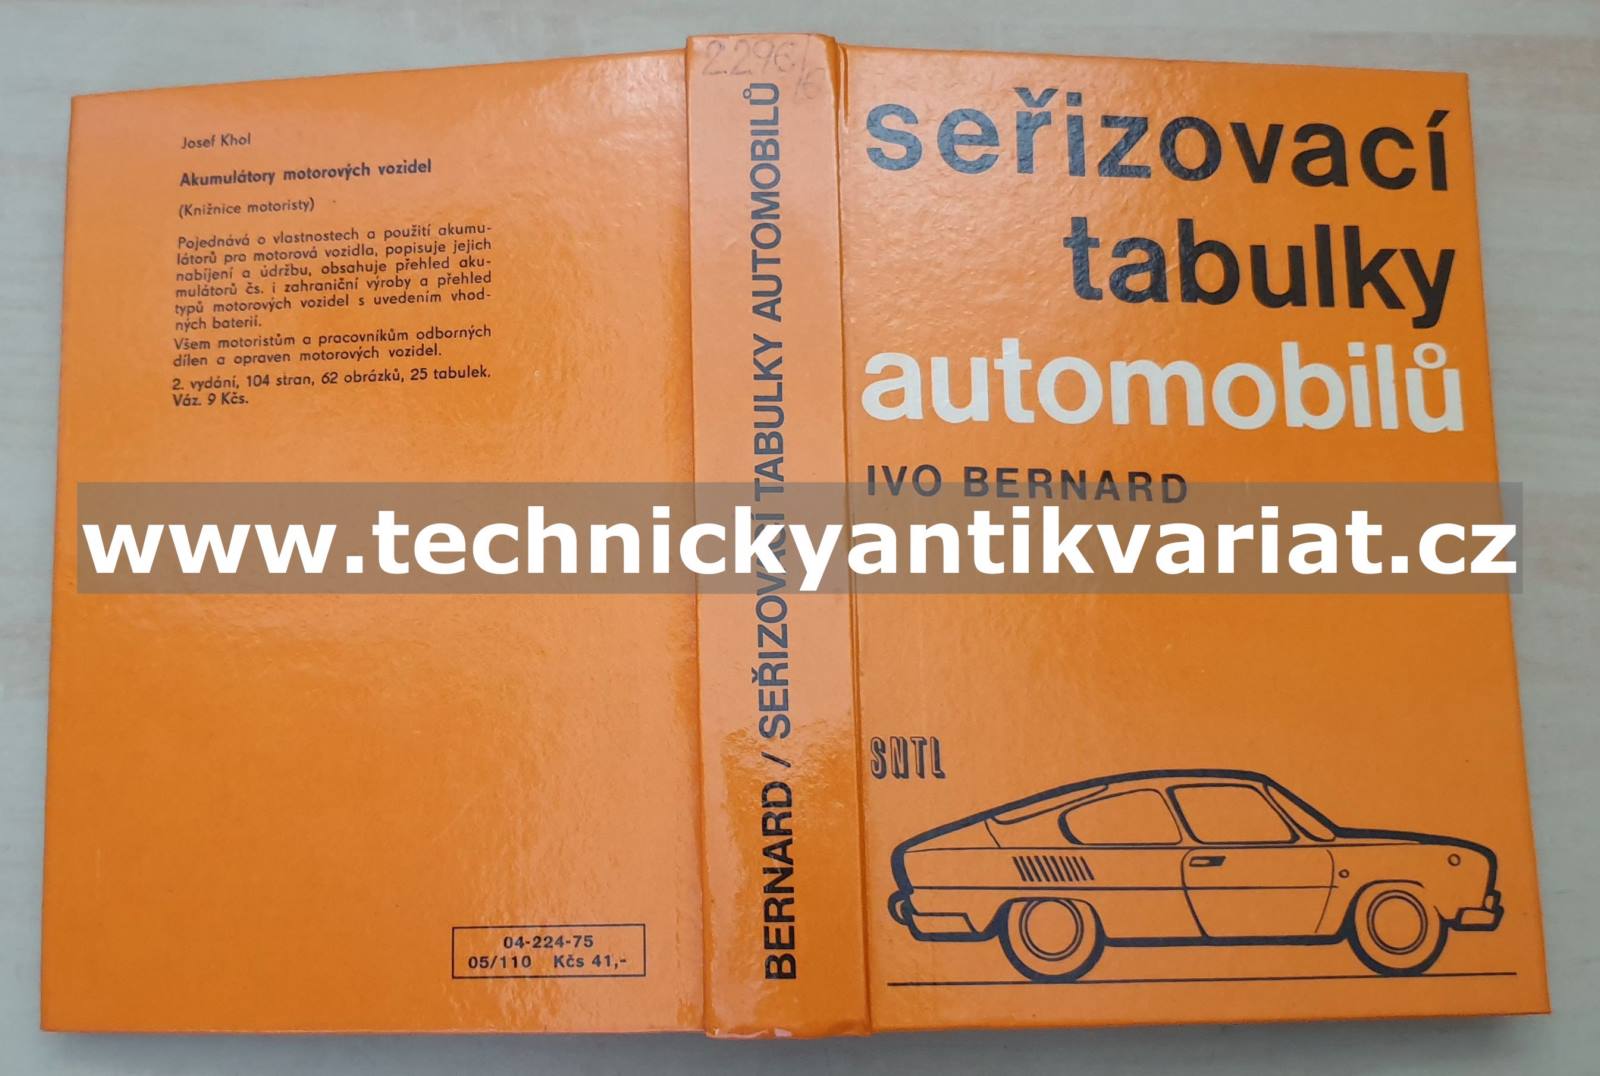 Josef Khol
Akumulátory motorových vozidel
(Knižnice motoristy)
Pojednává o vlastnostech a použití akumu-
látorů pro motorová vozidla, popisuje jejich
nabíjení a údržbu, obsahuje přehled aku-
mulátorů čs. i zahraniční výroby a přehled
typů motorových vozidel s uvedením vhod-
ných baterií.
Všem motoristům a pracovníkům odborných
dílen a opraven motorových vozidel.
2. vydání, 104 stran, 62 obrázků, 25 tabulek.
Váz. 9 Kčs.
04-224-75
05/110 Kčs 41,-
2296/
16
BERNARD / SEŘIZOVACÍ TABULKY AUTOMOBILŮ
seřizovací
tabulky
automobilů
IVO BERNARD
www.technickyantikvariat.cz
SNTL